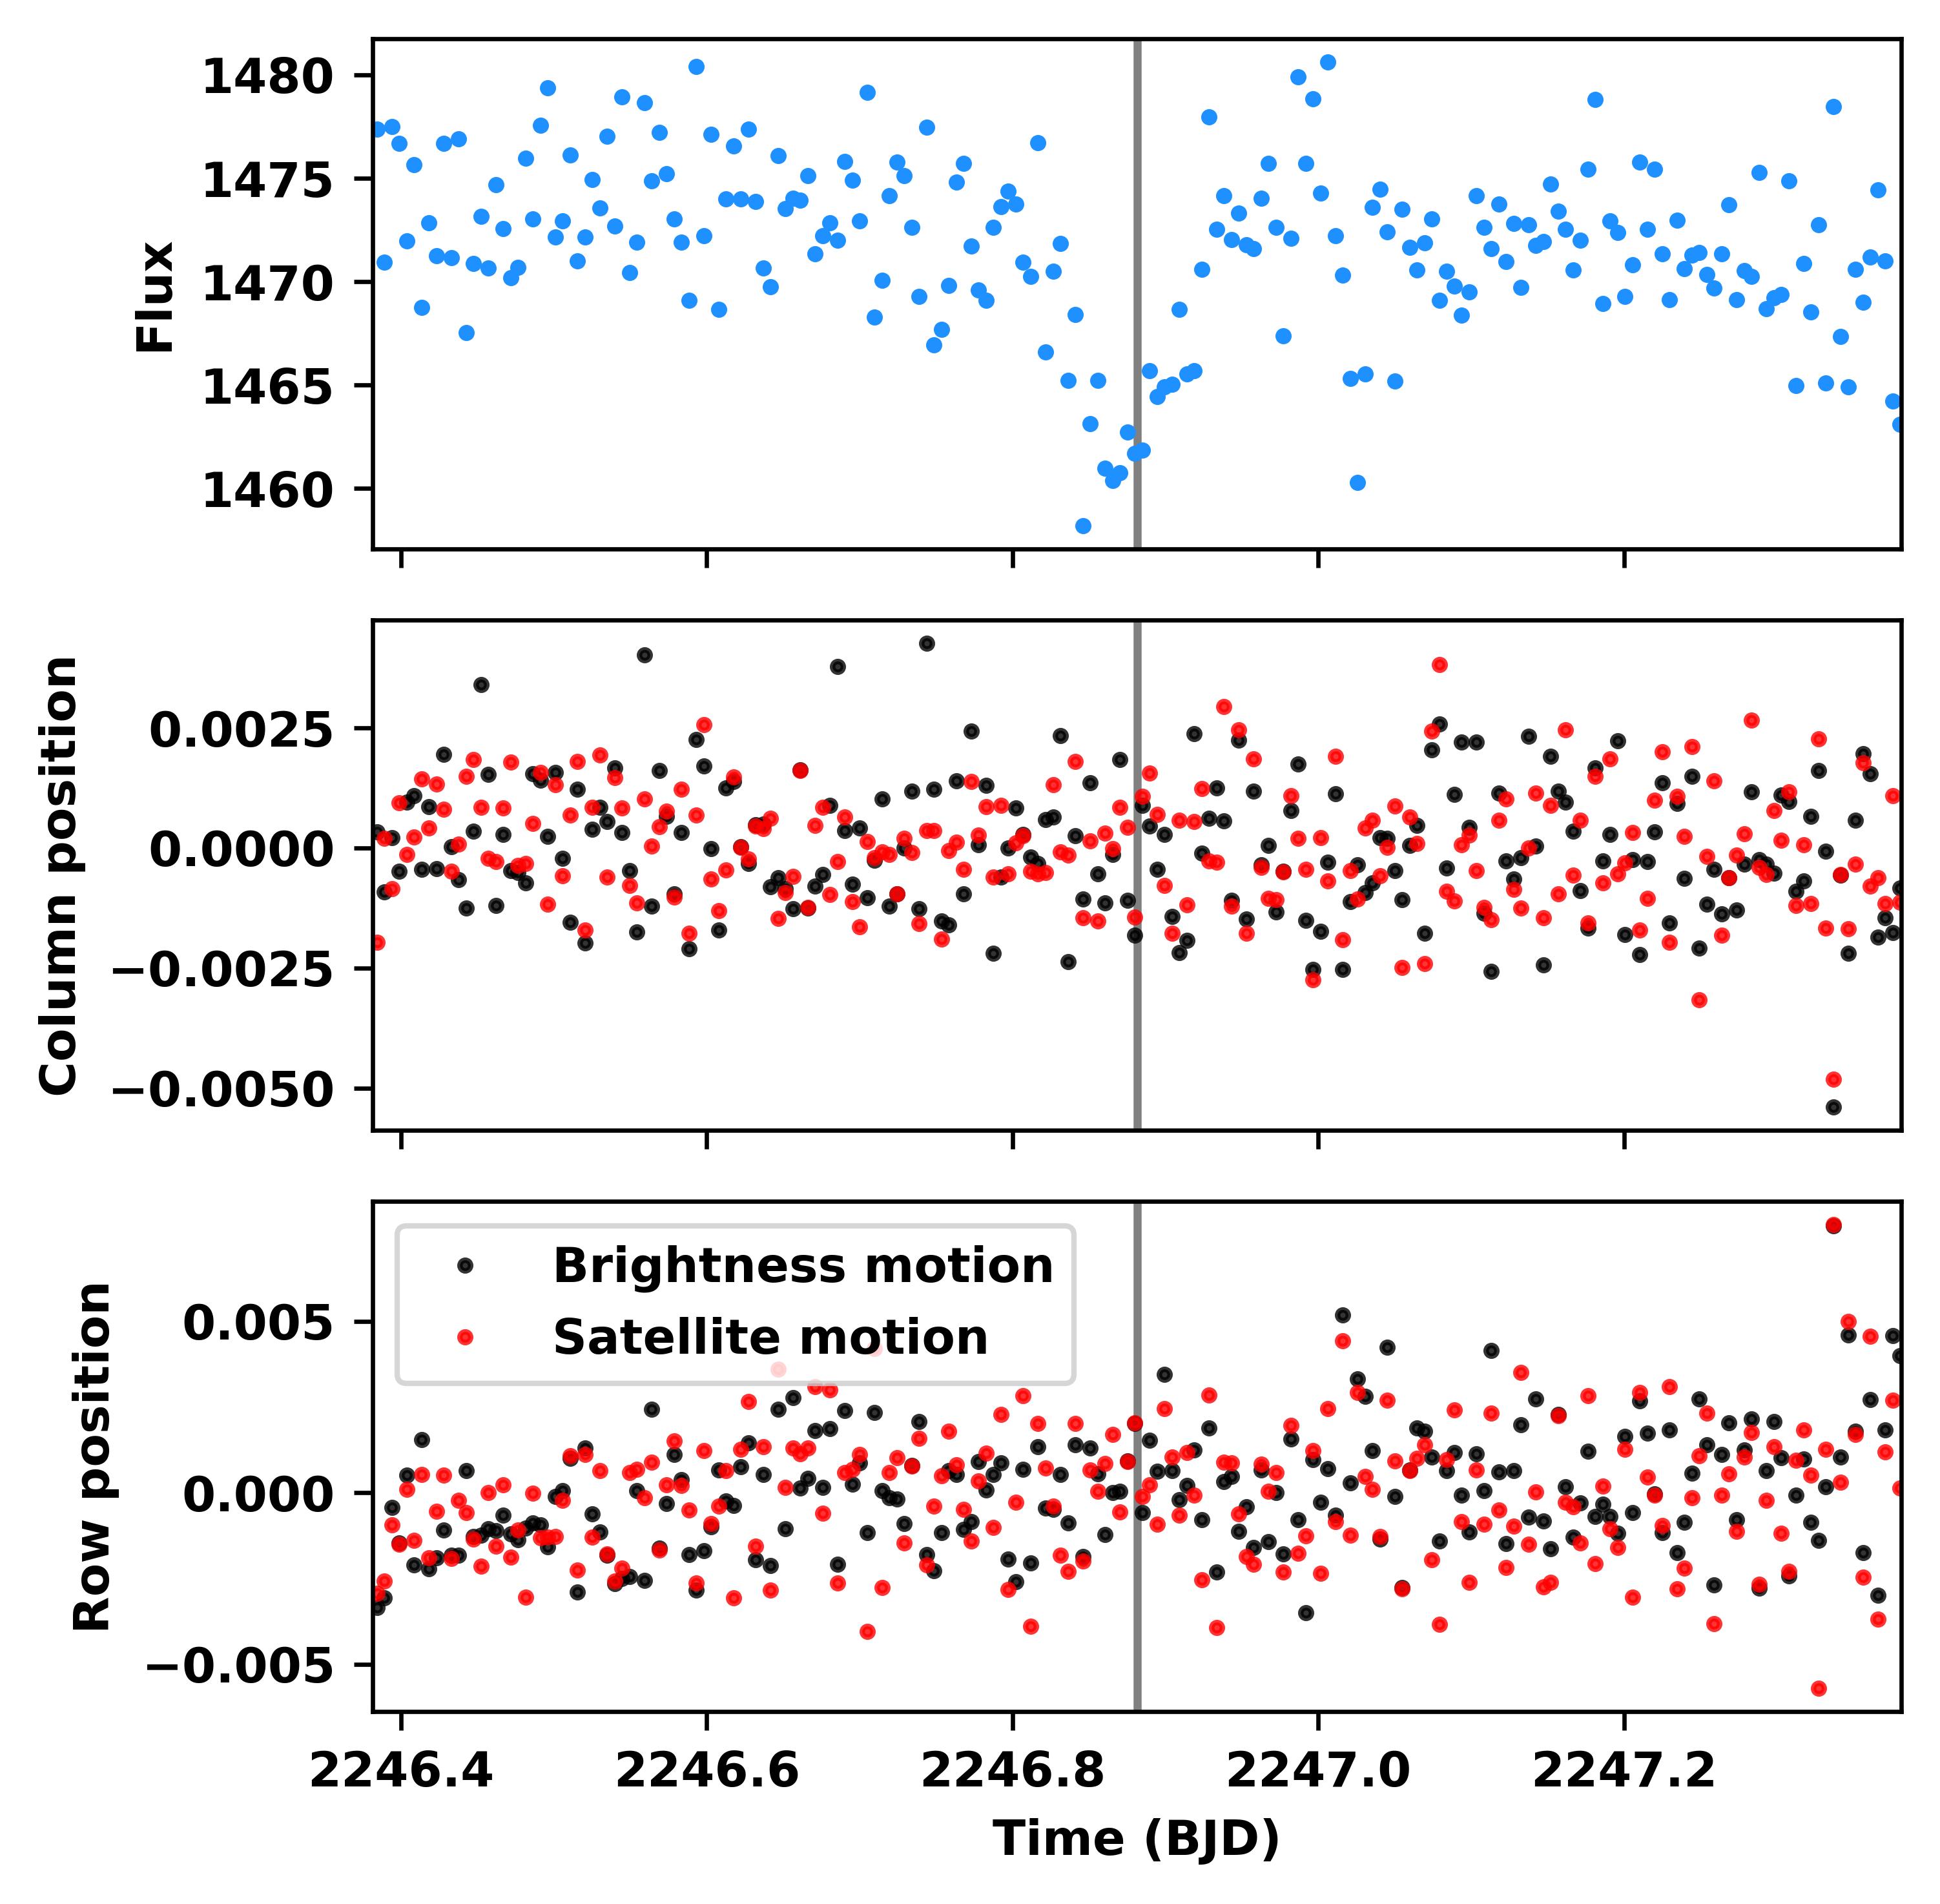 Flux
1480
1475
1470
1465
1460
Column position
0.0025
0.0000
−0.0025
−0.0050
Row position
0.005
0.000
−0.005
Brightness motion
Satellite motion
2246.4 2246.6 2246.8 2247.0 2247.2
Time (BJD)